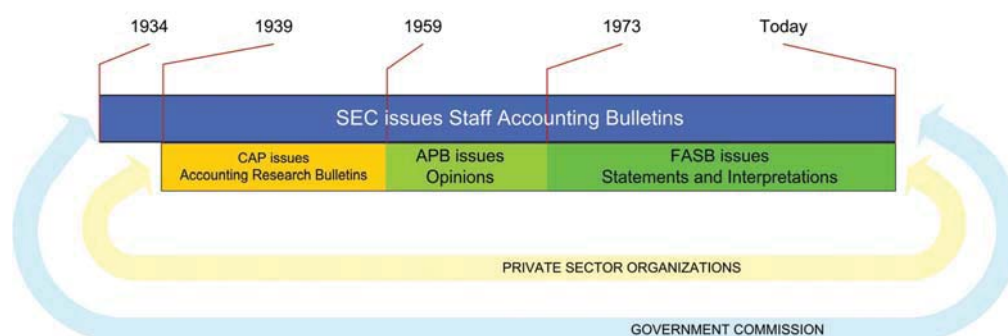 1934
1939
1959
1973
Today
SEC issues Staff Accounting Bulletins
CAP issues
Accounting Research Bulletins
APB issues
Opinions
FASB issues
Statements and Interpretations
PRIVATE SECTOR ORGANIZATIONS
GOVERNMENT COMMISSION